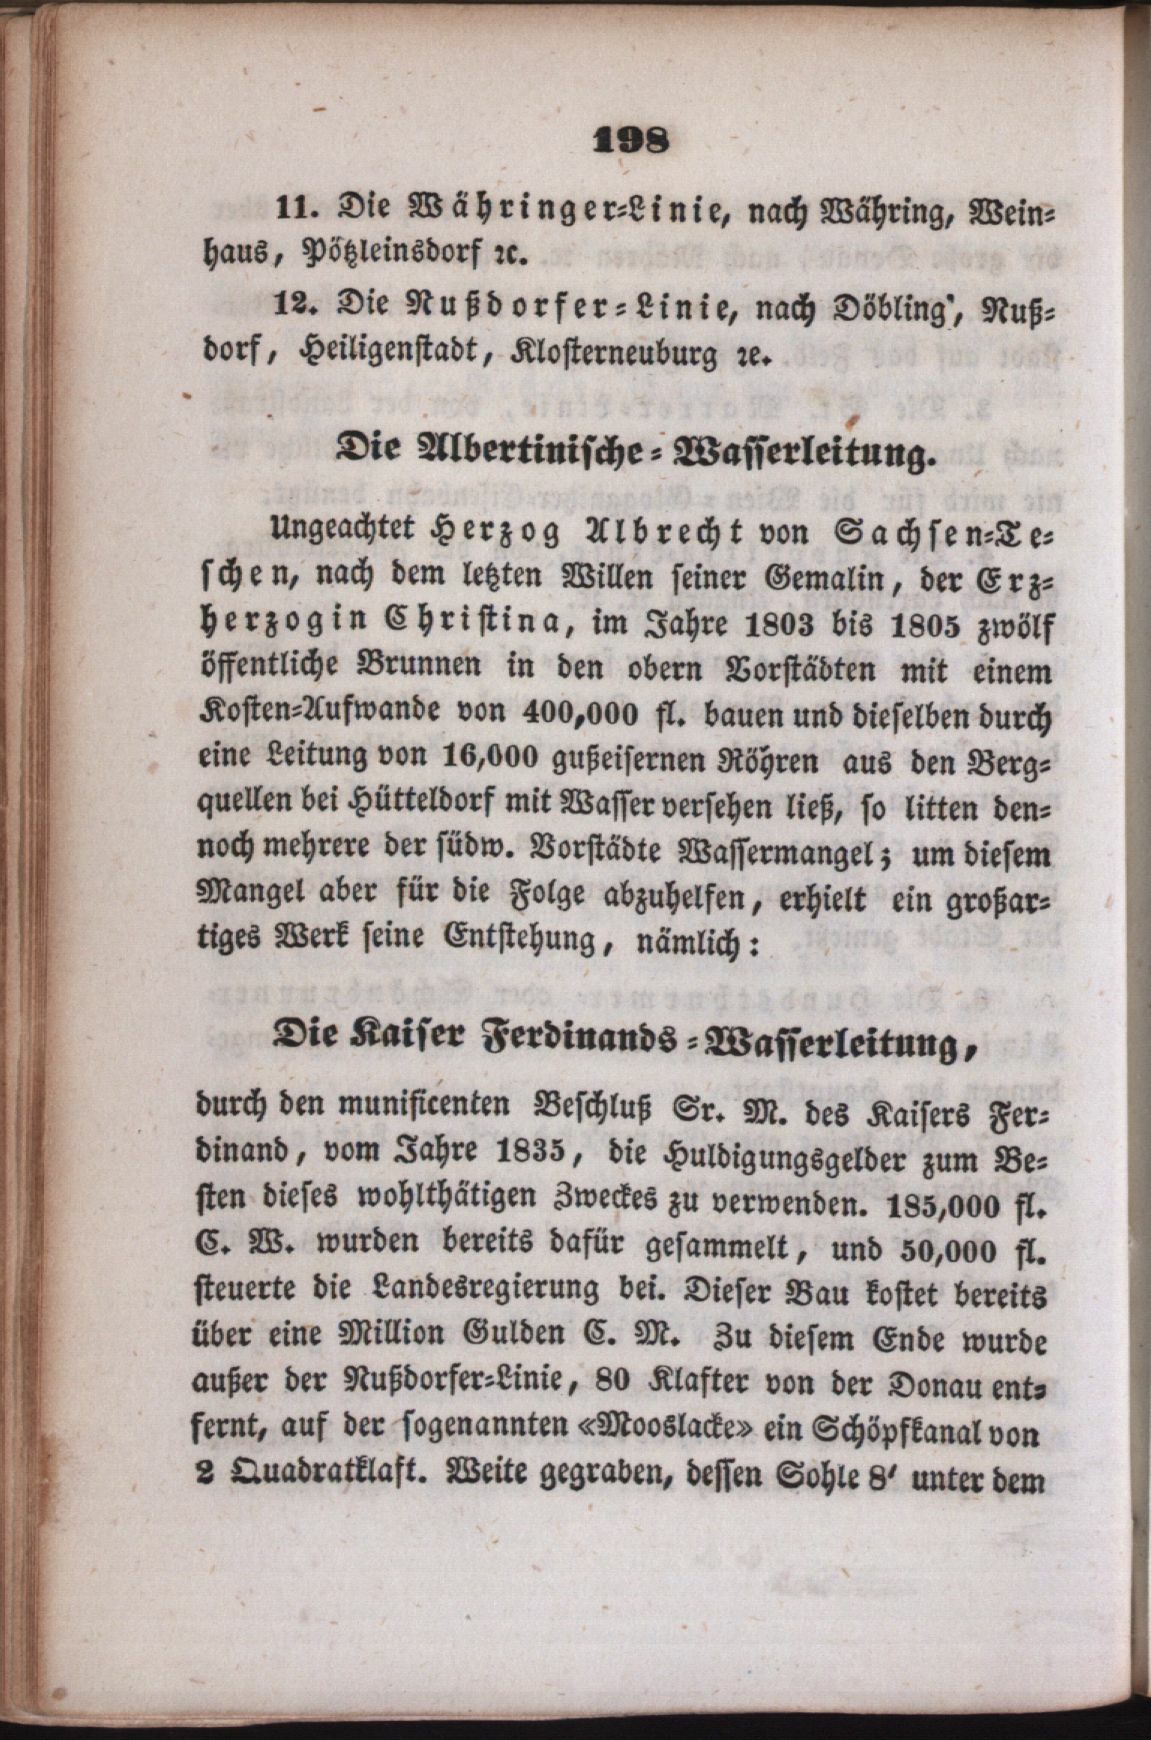 198
11. Die Währinger-Linie, nach Währing, Wein-
haus, Pötzleinsdorf ꝛc.
12. Die Nußdorfer-Linie, nach Döbling, Nuß-
dorf, Heiligenstadt, Klosterneuburg ꝛe.
Die Albertinische-Wasserleitung.
Ungeachtet Herzog Albrecht von Sachsen-Te-
schen, nach dem letzten Willen seiner Gemalin, der Erz-
herzogin Christina, im Jahre 1803 bis 1805 zwölf
öffentliche Brunnen in den obern Vorstädten mit einem
Kosten-Aufwande von 400,000 fl. bauen und dieselben durch
eine Leitung von 16,000 gußeisernen Röhren aus den Berg-
quellen bei Hütteldorf mit Wasser versehen ließ, so litten den-
noch mehrere der südw. Vorstädte Wassermangel; um diesem
Mangel aber für die Folge abzuhelfen, erhielt ein großar-
tiges Werk seine Entstehung, nämlich:
Die Kaiser Ferdinands-Wasserleitung,
durch den munificenten Beschluß Sr. M. des Kaisers Fer-
dinand, vom Jahre 1835, die Huldigungsgelder zum Be-
sten dieses wohlthätigen Zweckes zu verwenden. 185,000 fl.
C. W. wurden bereits dafür gesammelt, und 50,000 fl.
steuerte die Landesregierung bei. Dieser Bau kostet bereits
über eine Million Gulden C. M. Zu diesem Ende wurde
außer der Nußdorfer-Linie, 80 Klafter von der Donau ent-
fernt, auf der sogenannten «Mooslacke» ein Schöpfkanal von
2 Quadratklaft. Weite gegraben, dessen Sohle 8' unter dem